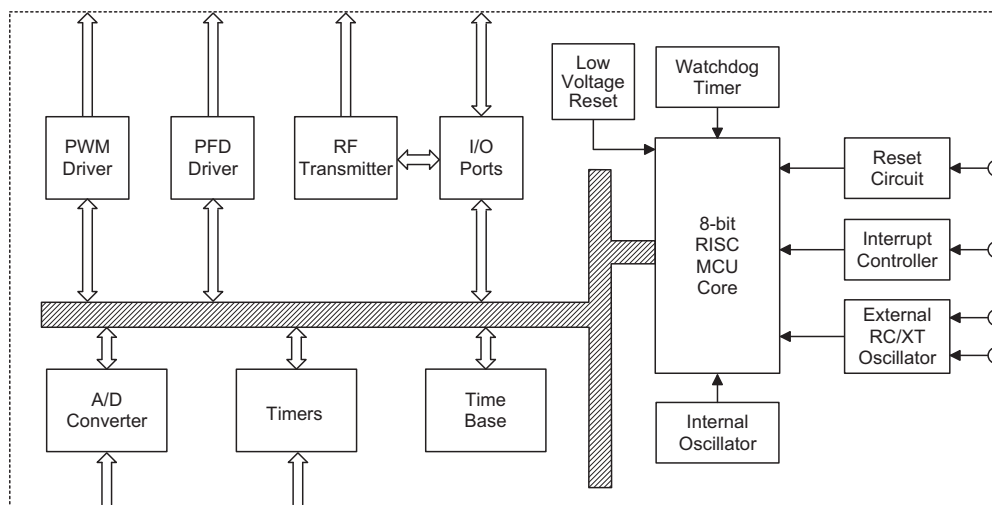 Low
Voltage
Reset
Watchdog
Timer
PWM
Driver
PFD
Driver
RF
Transmitter
I/O
Ports
8-bit
RISC
MCU
Core
Reset
Circuit
Interrupt
Controller
External
RC/XT
Oscillator
A/D
Converter
Timers
Time
Base
Internal
Oscillator